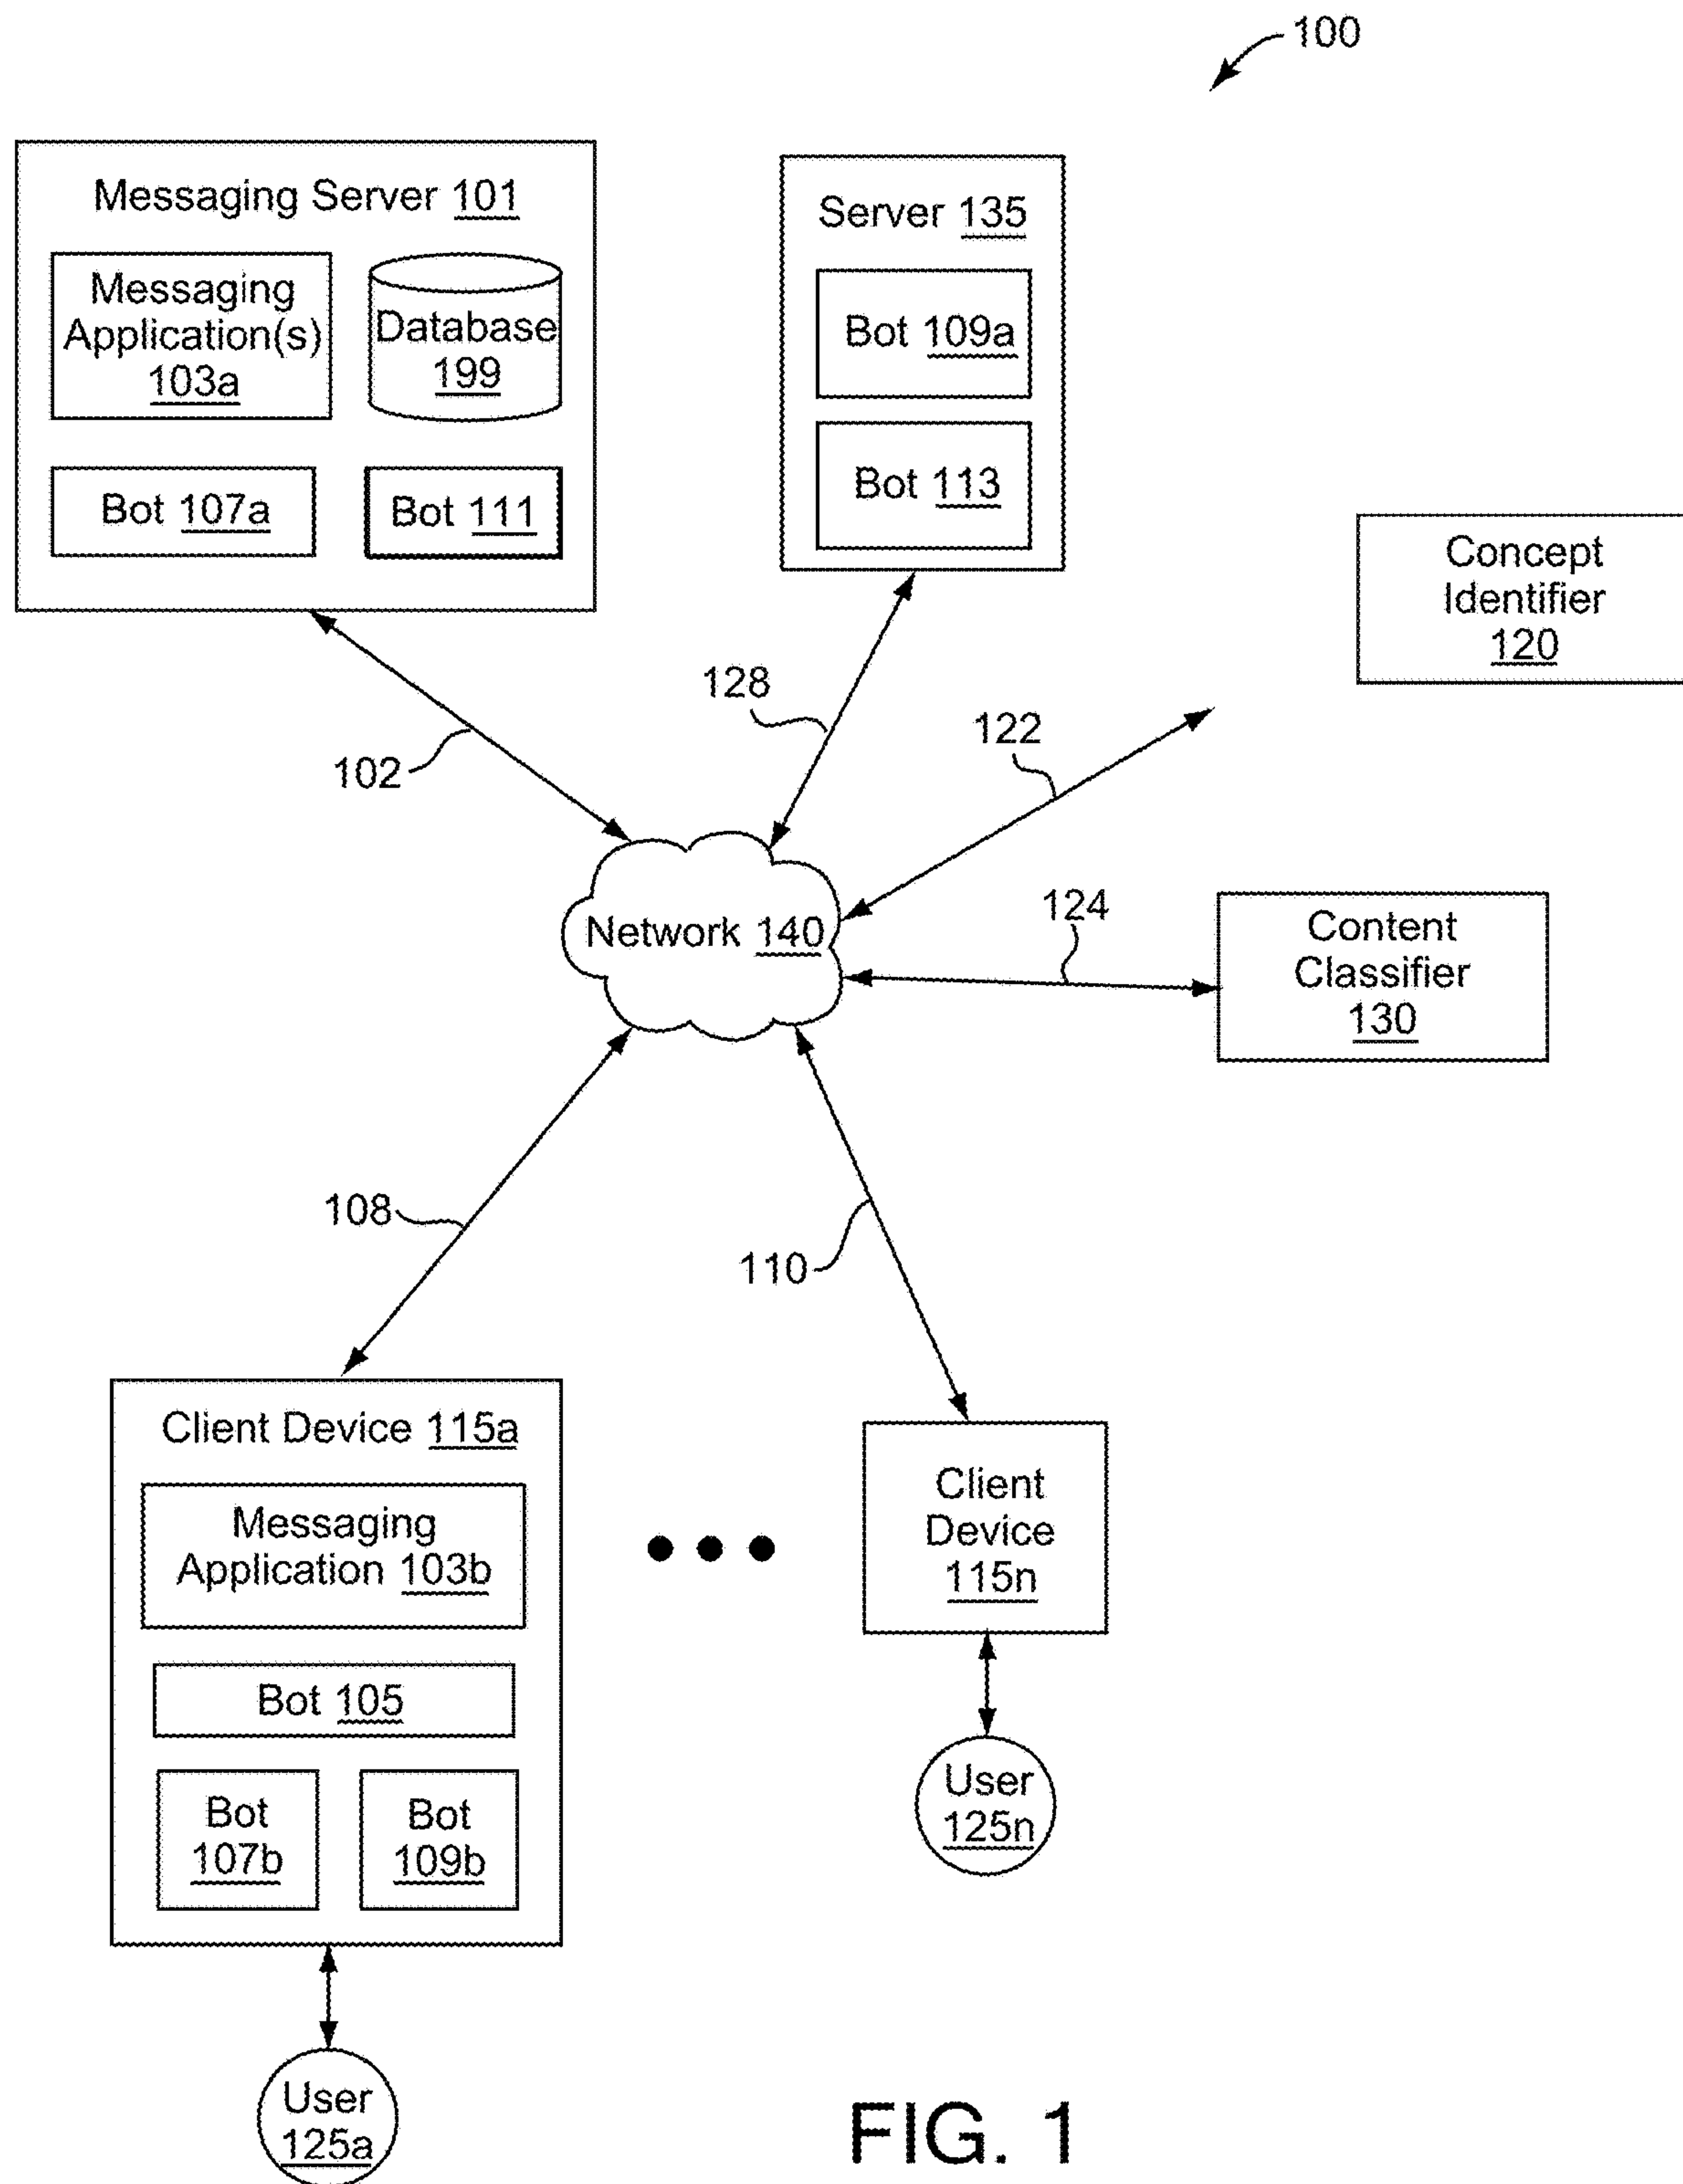 100
Messaging Server 101
Messaging
Application(s)
103a
Database
199
Bot 107a
Bot 111
Server 135
Bot 109a
Bot 113
Concept
Identifier
120
102
128
122
124
Network 140
Content
Classifier
130
108
110
Client Device 115a
Messaging
Application 103b
Bot 105
Bot
107b
Bot
109b
Client
Device
115n
User
125n
User
125a
FIG. 1